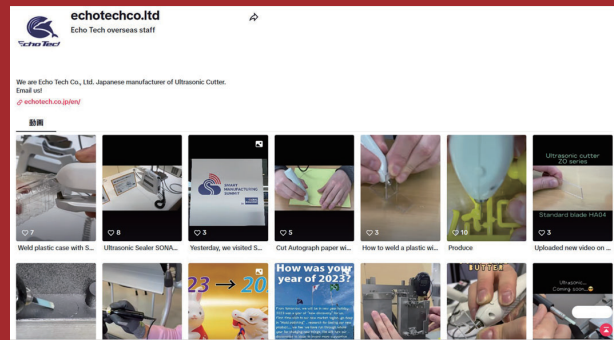 echotechco.ltd
Echo Tech overseas staff
Echo Tech
We are Echo Tech Co., Ltd. Japanese manufacturer of Ultrasonic Cutter.
Email us!
echotech.co.jp/en/
動画
SMART
MANUFACTURING
SUMMIT
Ultrasonic cutter
ZO series
Standard blade HA04
7
8
3
5
3
10
3
Weld plastic case with S...
Ultrasonic Sealer SONA...
Yesterday, we visited S...
Cut Autograph paper wi...
How to weld a plastic wi...
Produce
Uploaded new video on ...
23 → 20
How was your
year of 2023?
Ultrasonic...
Coming soon...